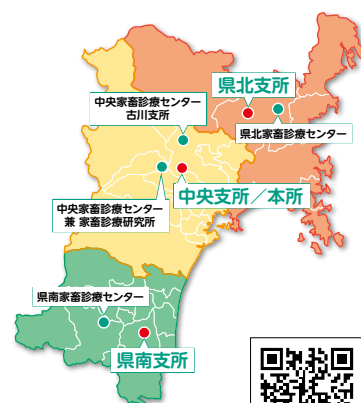 県北支所
中央家畜診療センター
古川支所
県北家畜診療センター
中央支所／本所
中央家畜診療センター
兼 家畜診療研究所
県南家畜診療センター
県南支所